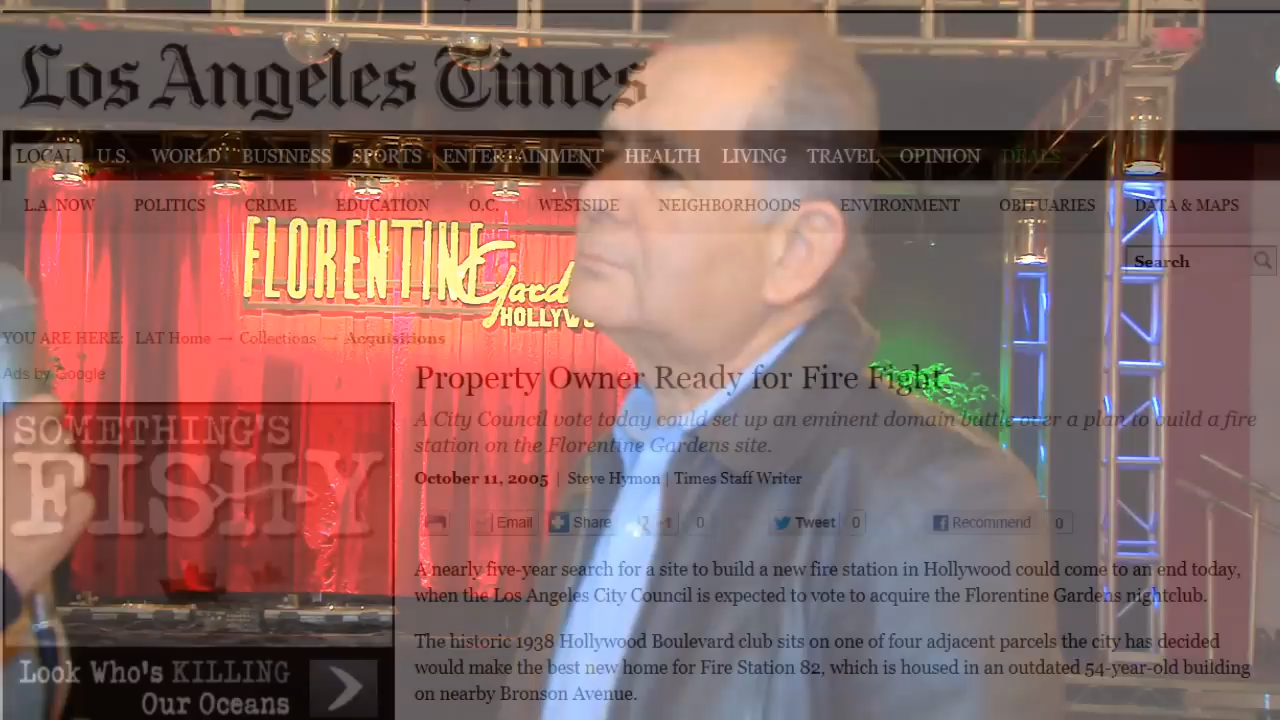 Los Angeles Times
LOCAL U.S. WORLD BUSINESS SPORTS ENTERTAINMENT HEALTH LIVING TRAVEL OPINION DEALS
L.A. NOW POLITICS CRIME EDUCATION O.C. WESTSIDE NEIGHBORHOODS ENVIRONMENT OBITUARIES DATA & MAPS
FLORENTINE
Gard
HOLLYWO
Search
YOU ARE HERE: LAT Home → Collections → Acquisitions
Ads by Google
Property Owner Ready for Fire Fight
A City Council vote today could set up an eminent domain battle over a plan to build a fire
station on the Florentine Gardens site.
October 11, 2005 | Steve Hymon | Times Staff Writer
Email Share +1 0 Tweet 0 Recommend 0
SOMETHING'S
FISHY
Look Who's KILLING
Our Oceans
A nearly five-year search for a site to build a new fire station in Hollywood could come to an end today,
when the Los Angeles City Council is expected to vote to acquire the Florentine Gardens nightclub.
The historic 1938 Hollywood Boulevard club sits on one of four adjacent parcels the city has decided
would make the best new home for Fire Station 82, which is housed in an outdated 54-year-old building
on nearby Bronson Avenue.